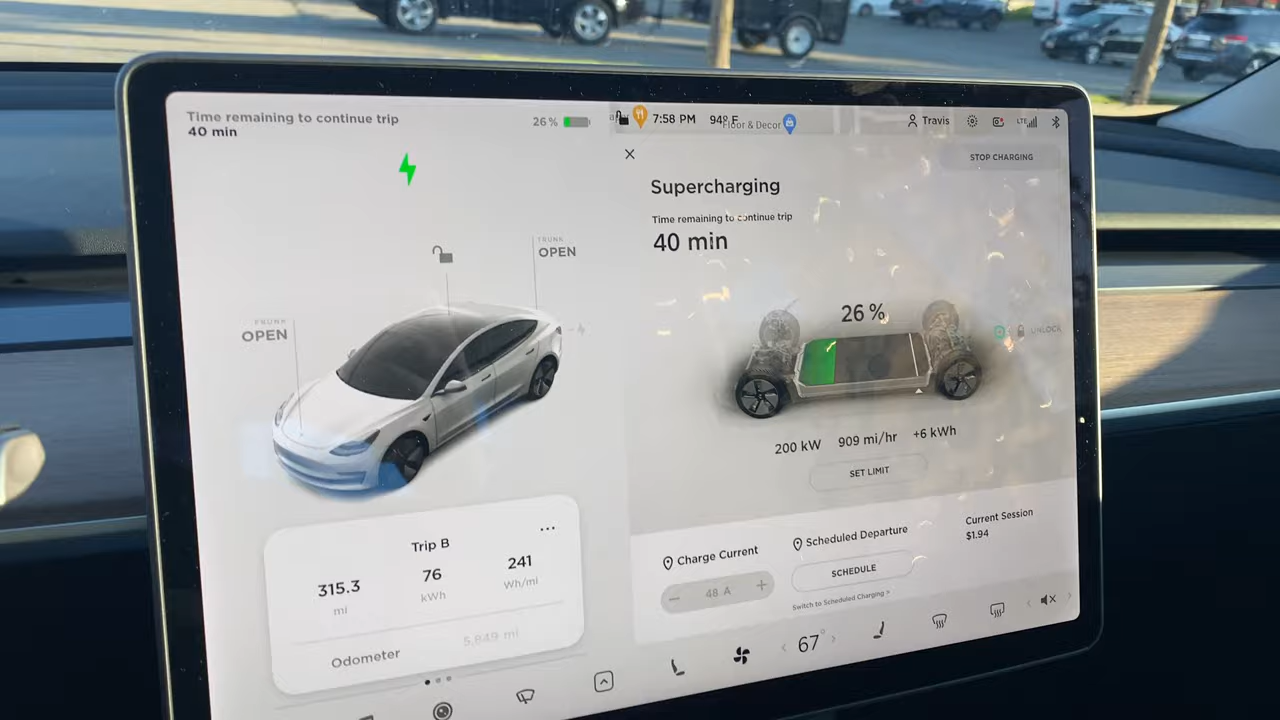 Time remaining to continue trip
40 min
26 %
7:58 PM
94° F
Floor & Decor
Travis
LTE
STOP CHARGING
Supercharging
Time remaining to continue trip
40 min
TRUNK
OPEN
FRUNK
OPEN
26 %
UNLOCK
200 kW
909 mi/hr
+6 kWh
SET LIMIT
Trip B
...
315.3
mi
76
kWh
241
Wh/mi
Odometer
5,849 mi
Charge Current
48 A
Scheduled Departure
SCHEDULE
Switch to Scheduled Charging >
Current Session
$1.94
67°